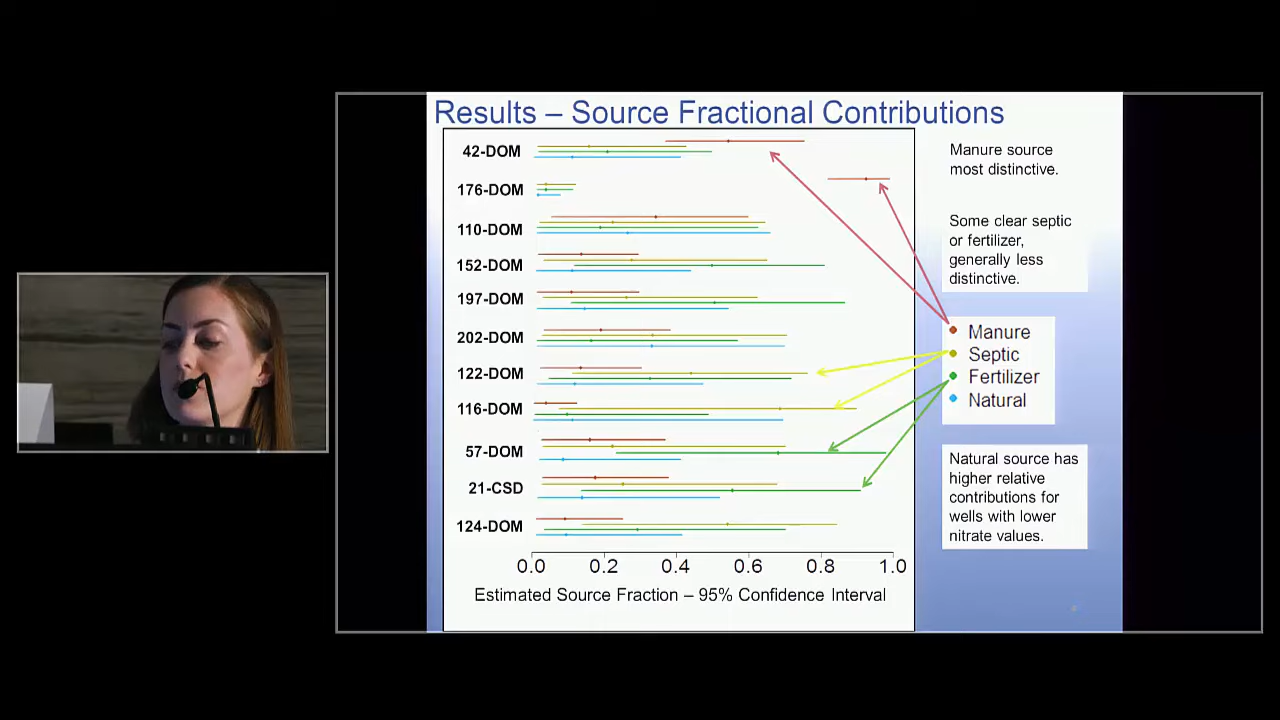 Results – Source Fractional Contributions
42-DOM
176-DOM
110-DOM
152-DOM
197-DOM
202-DOM
122-DOM
116-DOM
57-DOM
21-CSD
124-DOM
0.0 0.2 0.4 0.6 0.8 1.0
Estimated Source Fraction – 95% Confidence Interval
Manure source
most distinctive.
Some clear septic
or fertilizer,
generally less
distinctive.
Manure
Septic
Fertilizer
Natural
Natural source has
higher relative
contributions for
wells with lower
nitrate values.